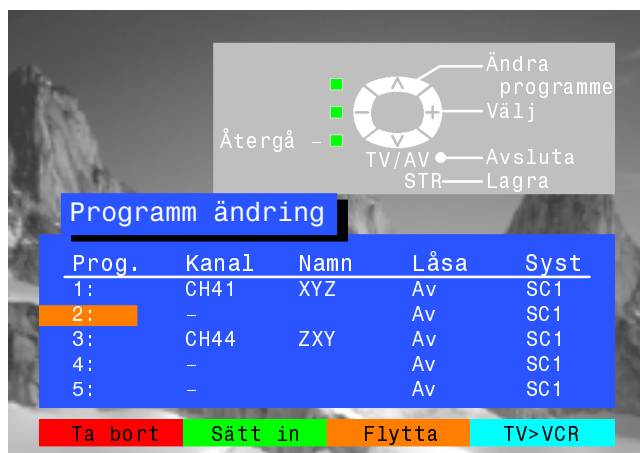 Ändra
programme
Välj
Återgå –
TV/AV Avsluta
STR Lagra
Programm ändring
Prog. Kanal Namn Låsa Syst
1: CH41 XYZ Av SC1
2: – Av SC1
3: CH44 ZXY Av SC1
4: – Av SC1
5: – Av SC1
Ta bort Sätt in Flytta TV>VCR